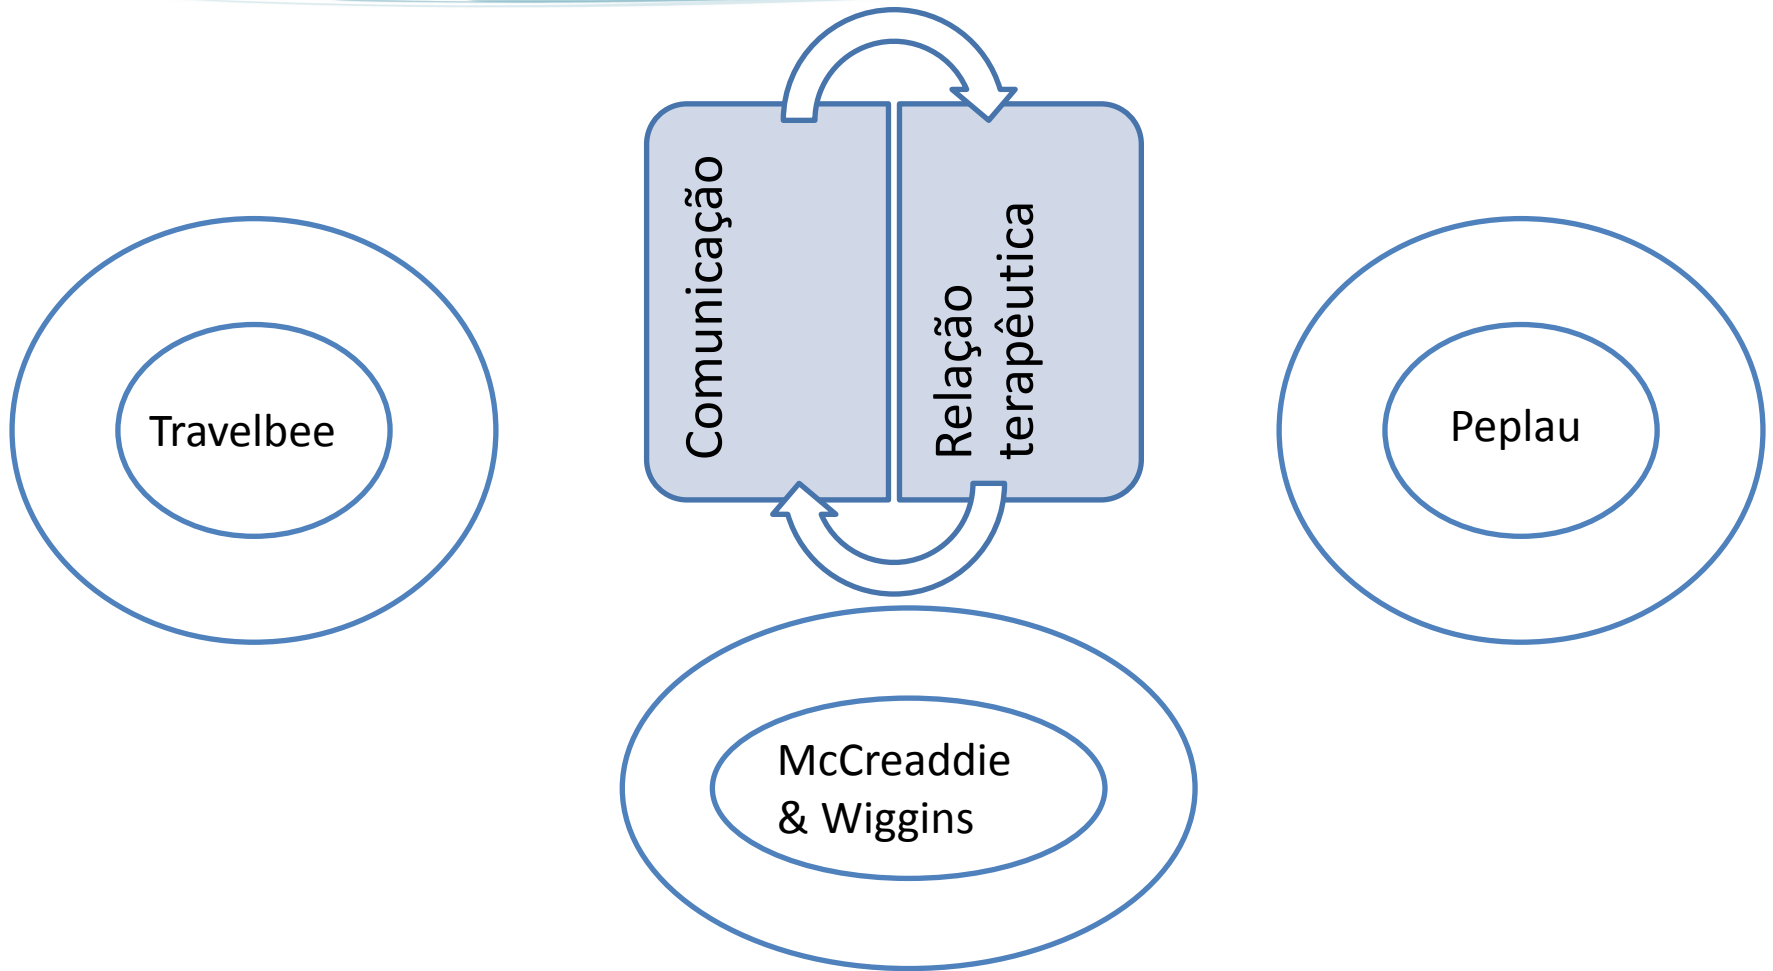 Comunicação
Relação
terapêutica
Travelbee
Peplau
McCreaddie
& Wiggins